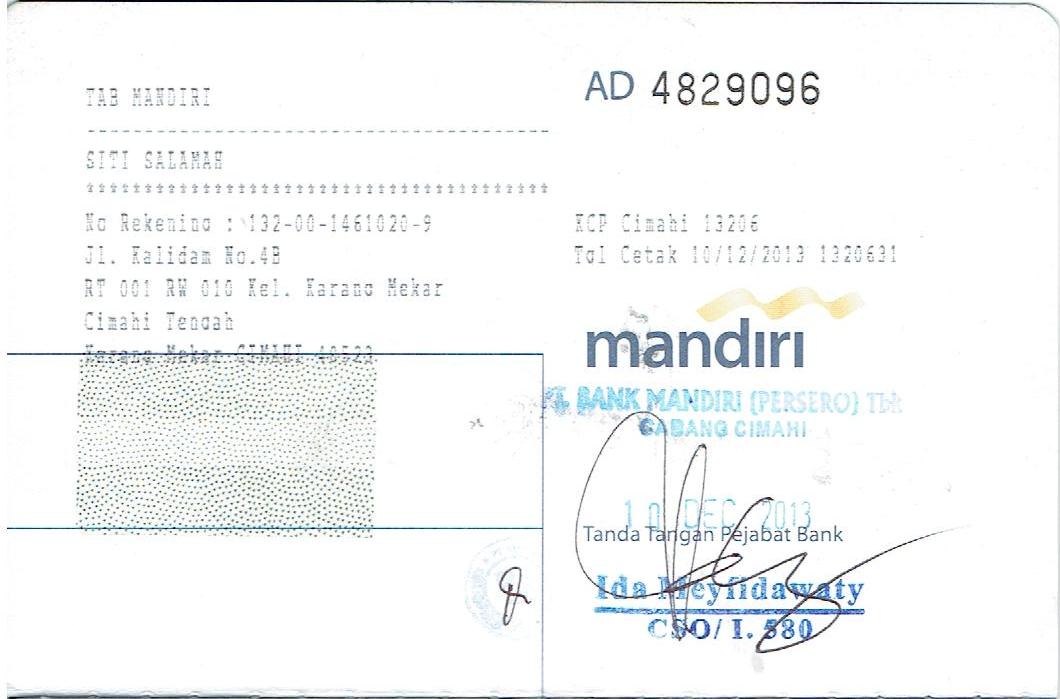 TAB MANDIRI
AD 4829096
SITI SALAMAH
No Rekening : 132-00-1461020-9
KCP Cimahi 13206
Jl. Kalidam No.4B
Tgl Cetak 10/12/2013 1320631
RT 001 RW 010 Kel. Karang Mekar
Cimahi Tengah
Karang Mekar CIMAHI 40523
mandiri
PT. BANK MANDIRI (PERSERO) Tbk
CABANG CIMAHI
10 DEC 2013
Tanda Tangan Pejabat Bank
Ida Meyfidawaty
CSO/ I. 580